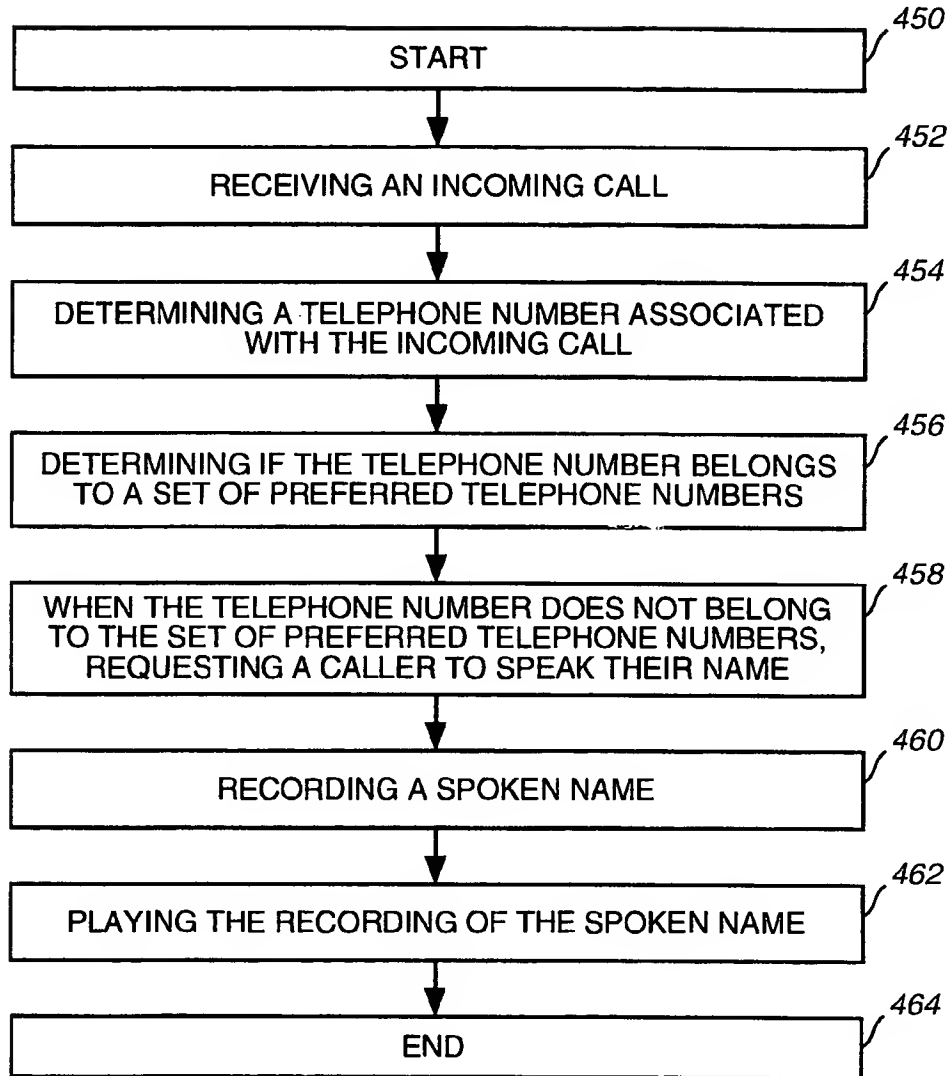 450
START
452
RECEIVING AN INCOMING CALL
454
DETERMINING A TELEPHONE NUMBER ASSOCIATED
WITH THE INCOMING CALL
456
DETERMINING IF THE TELEPHONE NUMBER BELONGS
TO A SET OF PREFERRED TELEPHONE NUMBERS
458
WHEN THE TELEPHONE NUMBER DOES NOT BELONG
TO THE SET OF PREFERRED TELEPHONE NUMBERS,
REQUESTING A CALLER TO SPEAK THEIR NAME
460
RECORDING A SPOKEN NAME
462
PLAYING THE RECORDING OF THE SPOKEN NAME
464
END